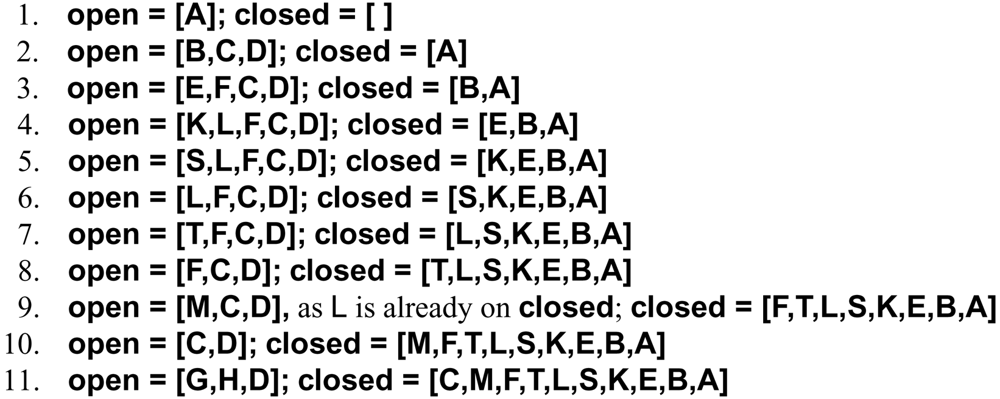 1. open = [A]; closed = [ ]
2. open = [B,C,D]; closed = [A]
3. open = [E,F,C,D]; closed = [B,A]
4. open = [K,L,F,C,D]; closed = [E,B,A]
5. open = [S,L,F,C,D]; closed = [K,E,B,A]
6. open = [L,F,C,D]; closed = [S,K,E,B,A]
7. open = [T,F,C,D]; closed = [L,S,K,E,B,A]
8. open = [F,C,D]; closed = [T,L,S,K,E,B,A]
9. open = [M,C,D], as L is already on closed; closed = [F,T,L,S,K,E,B,A]
10. open = [C,D]; closed = [M,F,T,L,S,K,E,B,A]
11. open = [G,H,D]; closed = [C,M,F,T,L,S,K,E,B,A]